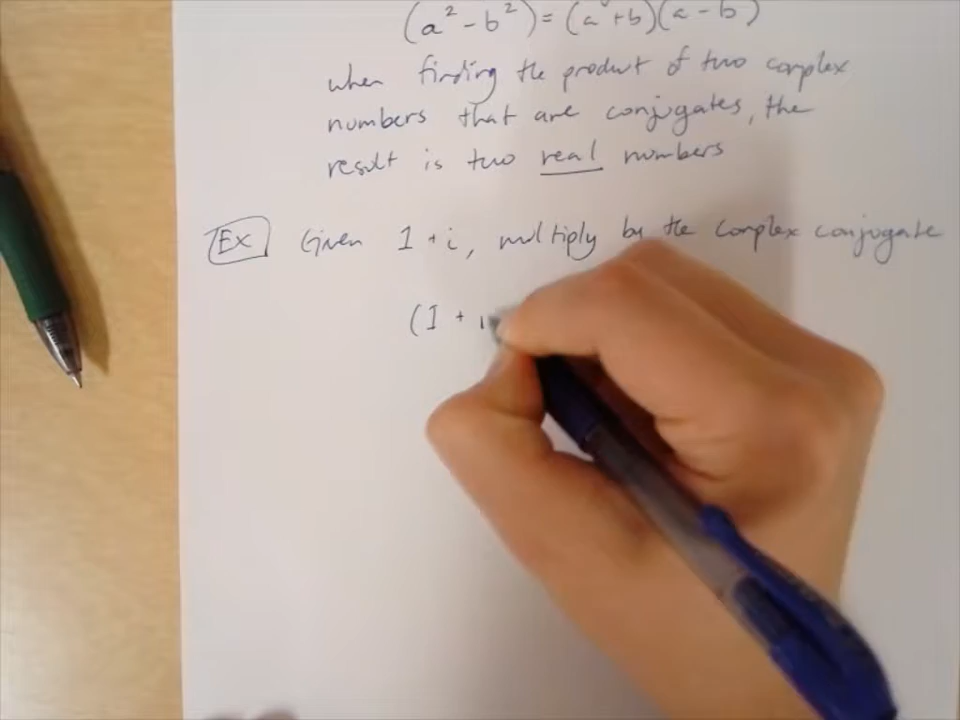 (a² - b²) = (a + b)(a - b)
when finding the product of two complex
numbers that are conjugates, the
result is two real numbers
Ex Given 1 + i, multiply by the complex conjugate
(1 + i